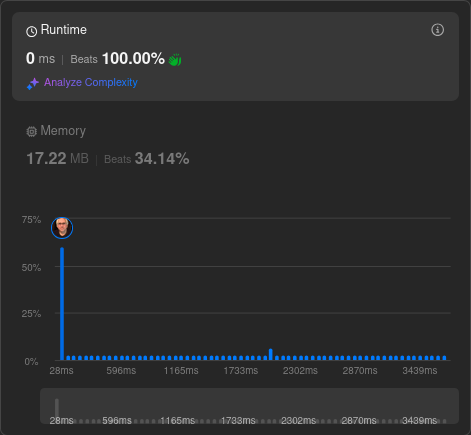 Runtime
0 ms | Beats 100.00%
Analyze Complexity
Memory
17.22 MB | Beats 34.14%
75%
50%
25%
0%
28ms 596ms 1165ms 1733ms 2302ms 2870ms 3439ms
28ms 596ms 1165ms 1733ms 2302ms 2870ms 3439ms